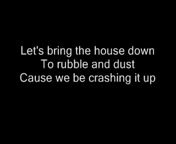 Let's bring the house down
To rubble and dust
Cause we be crashing it up